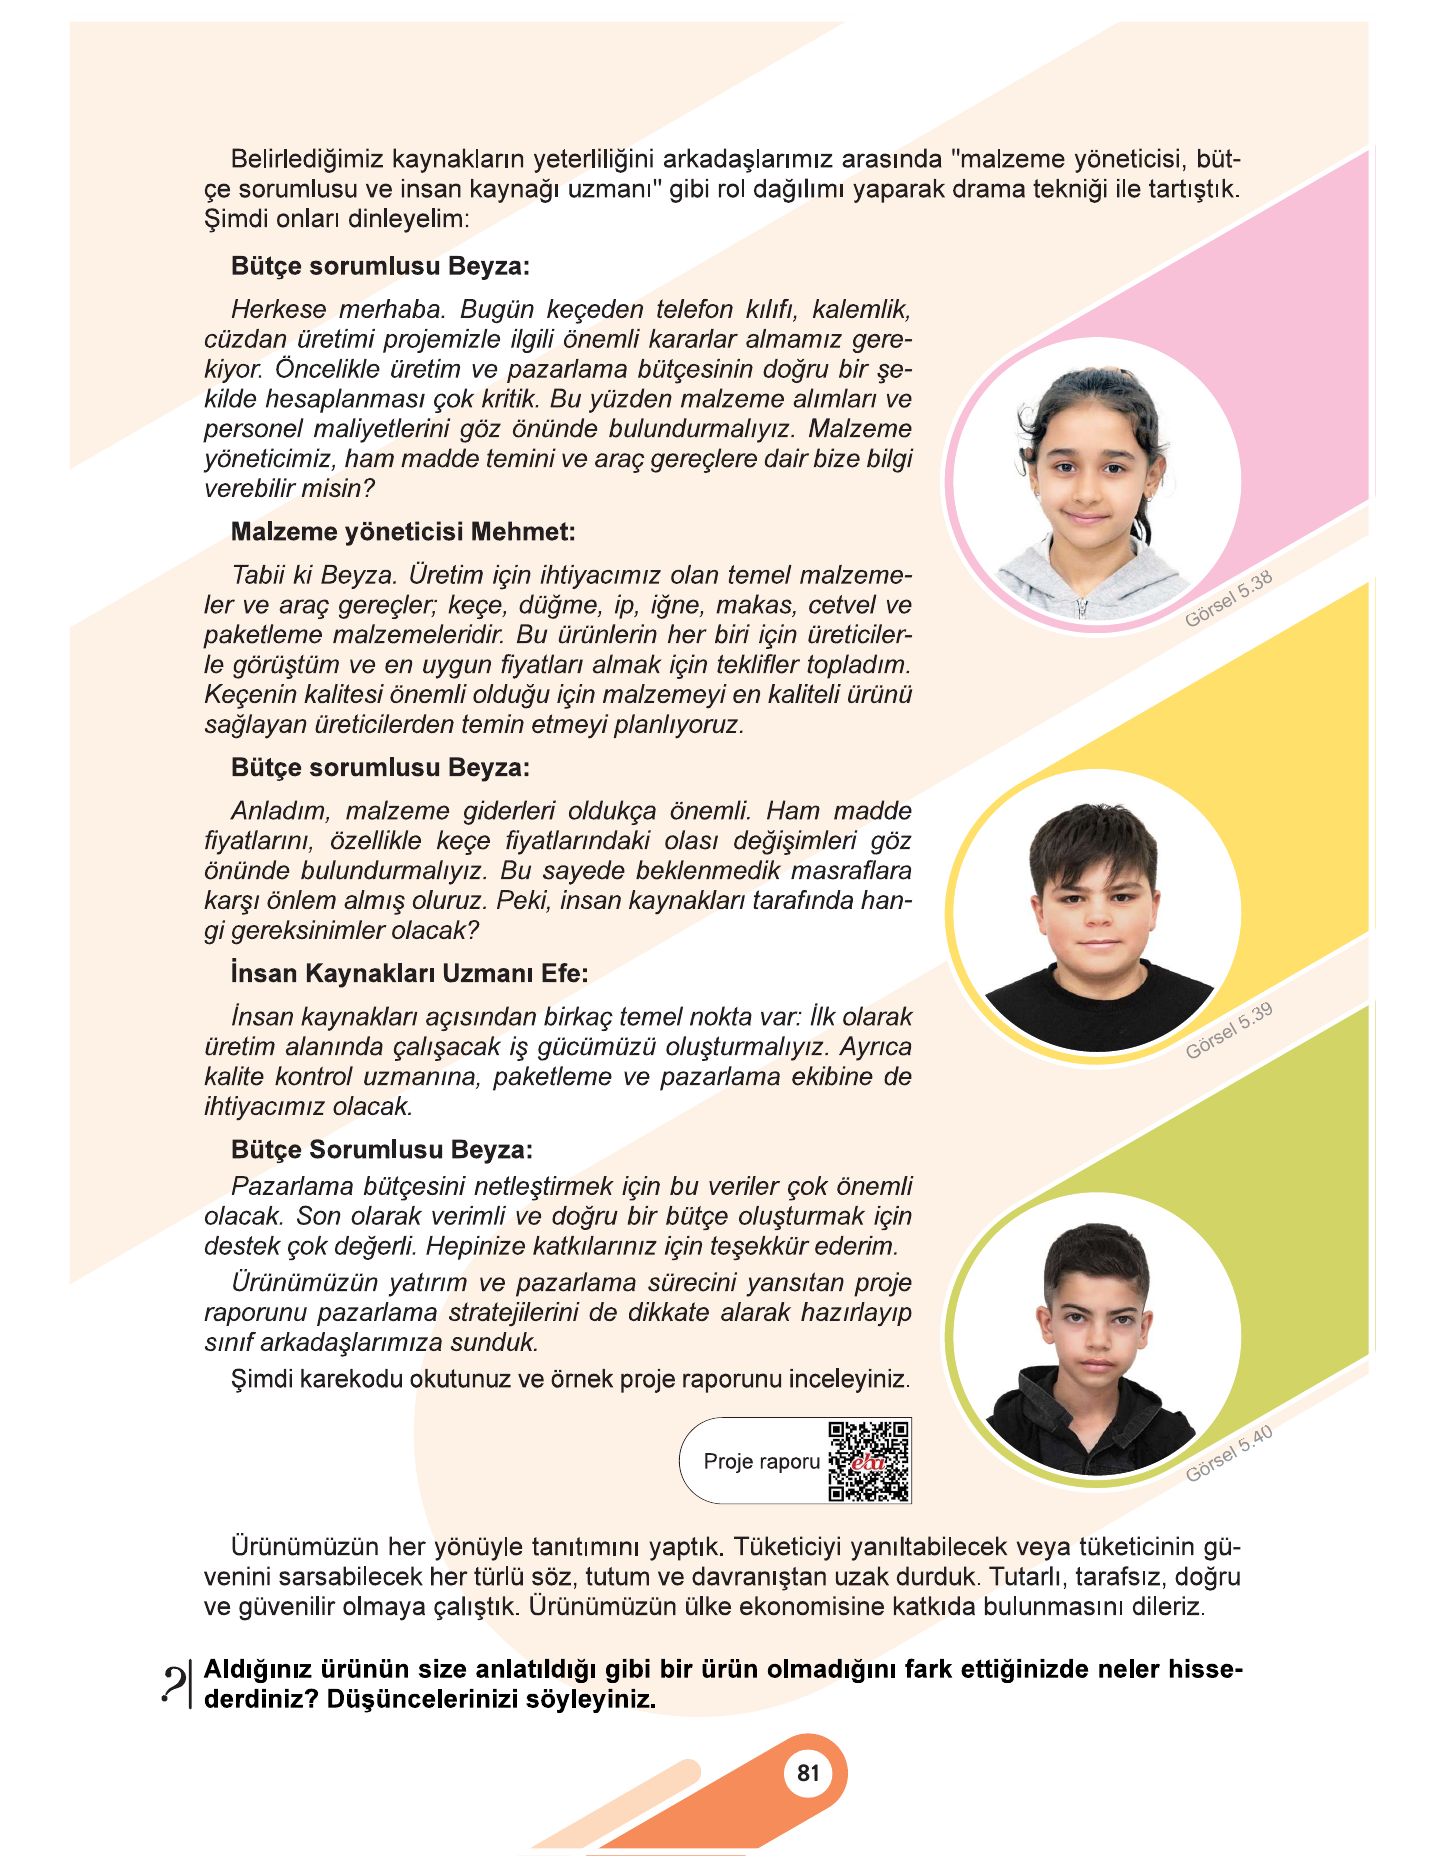 Belirlediğimiz kaynakların yeterliliğini arkadaşlarımız arasında "malzeme yöneticisi, büt-
çe sorumlusu ve insan kaynağı uzmanı" gibi rol dağılımı yaparak drama tekniği ile tartıştık.
Şimdi onları dinleyelim:
Bütçe sorumlusu Beyza:
Herkese merhaba. Bugün keçeden telefon kılıfı, kalemlik,
cüzdan üretimi projemizle ilgili önemli kararlar almamız gere-
kiyor. Öncelikle üretim ve pazarlama bütçesinin doğru bir şe-
kilde hesaplanması çok kritik. Bu yüzden malzeme alımları ve
personel maliyetlerini göz önünde bulundurmalıyız. Malzeme
yöneticimiz, ham madde temini ve araç gereçlere dair bize bilgi
verebilir misin?
Malzeme yöneticisi Mehmet:
Tabii ki Beyza. Üretim için ihtiyacımız olan temel malzeme-
ler ve araç gereçler; keçe, düğme, ip, iğne, makas, cetvel ve
paketleme malzemeleridir. Bu ürünlerin her biri için üreticiler-
le görüştüm ve en uygun fiyatları almak için teklifler topladım.
Keçenin kalitesi önemli olduğu için malzemeyi en kaliteli ürünü
sağlayan üreticilerden temin etmeyi planlıyoruz.
Bütçe sorumlusu Beyza:
Anladım, malzeme giderleri oldukça önemli. Ham madde
fiyatlarını, özellikle keçe fiyatlarındaki olası değişimleri göz
önünde bulundurmalıyız. Bu sayede beklenmedik masraflara
karşı önlem almış oluruz. Peki, insan kaynakları tarafında han-
gi gereksinimler olacak?
İnsan Kaynakları Uzmanı Efe:
İnsan kaynakları açısından birkaç temel nokta var: İlk olarak
üretim alanında çalışacak iş gücümüzü oluşturmalıyız. Ayrıca
kalite kontrol uzmanına, paketleme ve pazarlama ekibine de
ihtiyacımız olacak.
Bütçe Sorumlusu Beyza:
Pazarlama bütçesini netleştirmek için bu veriler çok önemli
olacak. Son olarak verimli ve doğru bir bütçe oluşturmak için
destek çok değerli. Hepinize katkılarınız için teşekkür ederim.
Ürünümüzün yatırım ve pazarlama sürecini yansıtan proje
raporunu pazarlama stratejilerini de dikkate alarak hazırlayıp
sınıf arkadaşlarımıza sunduk.
Şimdi karekodu okutunuz ve örnek proje raporunu inceleyiniz.
Görsel 5.38
Görsel 5.39
Görsel 5.40
Proje raporu
eba
Ürünümüzün her yönüyle tanıtımını yaptık. Tüketiciyi yanıltabilecek veya tüketicinin gü-
venini sarsabilecek her türlü söz, tutum ve davranıştan uzak durduk. Tutarlı, tarafsız, doğru
ve güvenilir olmaya çalıştık. Ürünümüzün ülke ekonomisine katkıda bulunmasını dileriz.
? Aldığınız ürünün size anlatıldığı gibi bir ürün olmadığını fark ettiğinizde neler hisse-
derdiniz? Düşüncelerinizi söyleyiniz.
81